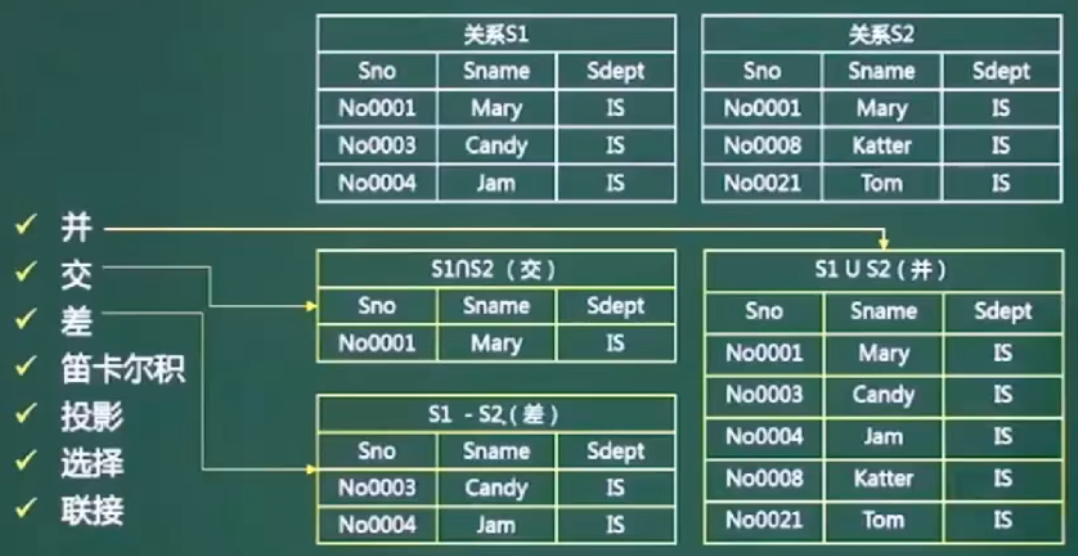 关系S1
Sno Sname Sdept
No0001 Mary IS
No0003 Candy IS
No0004 Jam IS
关系S2
Sno Sname Sdept
No0001 Mary IS
No0008 Katter IS
No0021 Tom IS
✓ 并
✓ 交
✓ 差
✓ 笛卡尔积
✓ 投影
✓ 选择
✓ 联接
S1∩S2 (交)
Sno Sname Sdept
No0001 Mary IS
S1 - S2 (差)
Sno Sname Sdept
No0003 Candy IS
No0004 Jam IS
S1 U S2 (并)
Sno Sname Sdept
No0001 Mary IS
No0003 Candy IS
No0004 Jam IS
No0008 Katter IS
No0021 Tom IS